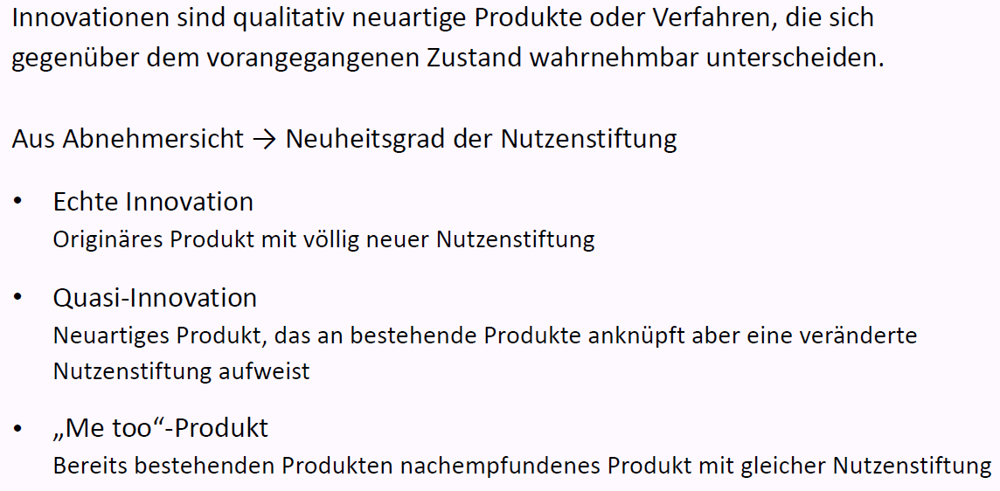 Innovationen sind qualitativ neuartige Produkte oder Verfahren, die sich
gegenüber dem vorangegangenen Zustand wahrnehmbar unterscheiden.
Aus Abnehmersicht → Neuheitsgrad der Nutzenstiftung
• Echte Innovation
Originäres Produkt mit völlig neuer Nutzenstiftung
• Quasi-Innovation
Neuartiges Produkt, das an bestehende Produkte anknüpft aber eine veränderte
Nutzenstiftung aufweist
• „Me too“-Produkt
Bereits bestehenden Produkten nachempfundenes Produkt mit gleicher Nutzenstiftung